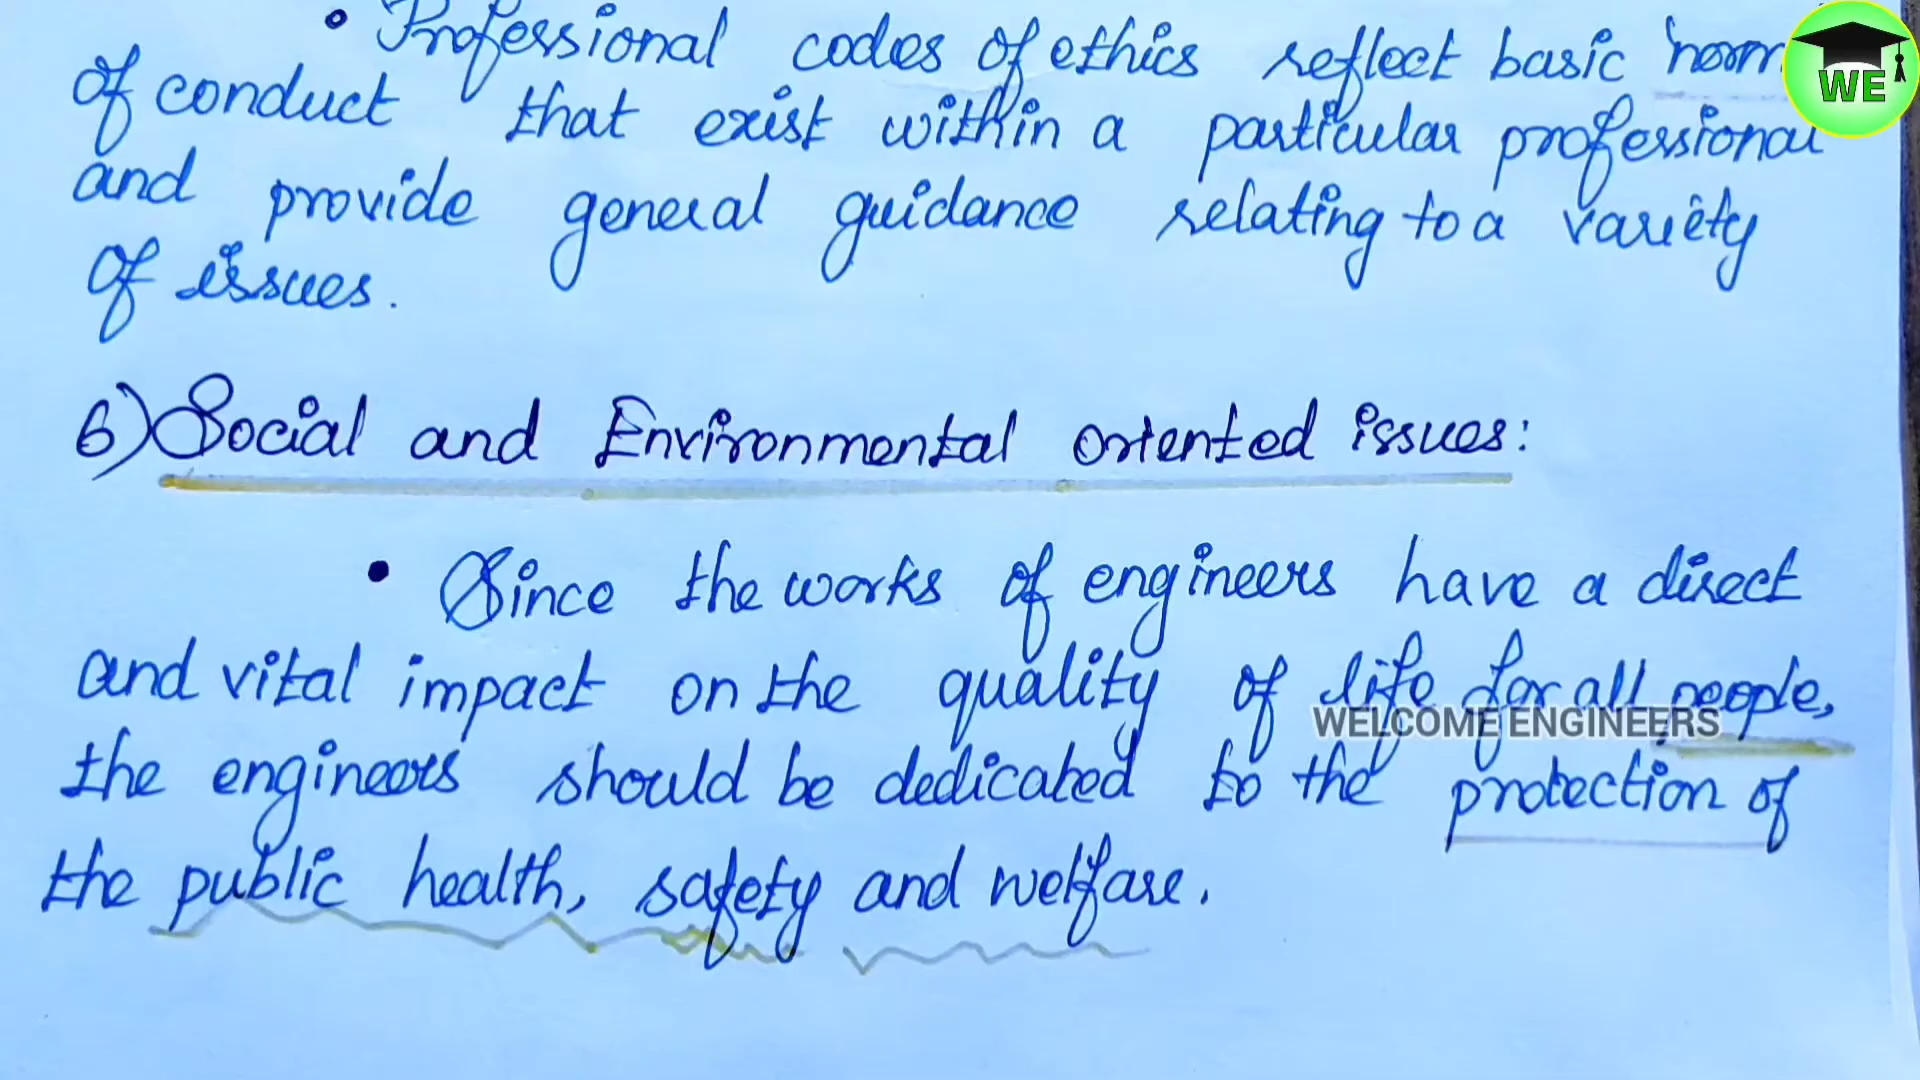 • Professional codes of ethics reflect basic norm
WE
of conduct that exist within a particular professional
and provide general guidance relating to a variety
of issues.
6) Social and Environmental oriented issues:
• Since the works of engineers have a direct
and vital impact on the quality of life for all people,
WELCOME ENGINEERS
the engineers should be dedicated to the protection of
the public health, safety and welfare.